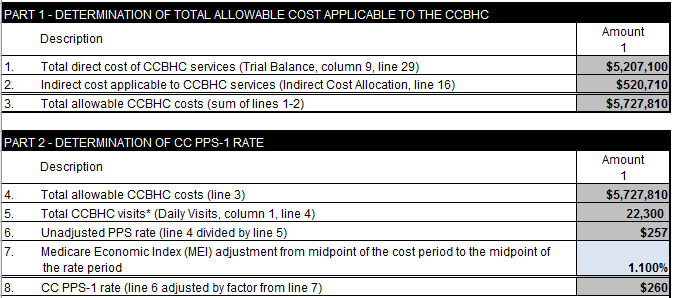 PART 1 - DETERMINATION OF TOTAL ALLOWABLE COST APPLICABLE TO THE CCBHC
Description Amount
1
1. Total direct cost of CCBHC services (Trial Balance, column 9, line 29) $5,207,100
2. Indirect cost applicable to CCBHC services (Indirect Cost Allocation, line 16) $520,710
3. Total allowable CCBHC costs (sum of lines 1-2) $5,727,810
PART 2 - DETERMINATION OF CC PPS-1 RATE
Description Amount
1
4. Total allowable CCBHC costs (line 3) $5,727,810
5. Total CCBHC visits* (Daily Visits, column 1, line 4) 22,300
6. Unadjusted PPS rate (line 4 divided by line 5) $257
7. Medicare Economic Index (MEI) adjustment from midpoint of the cost period to the midpoint of
the rate period 1.100%
8. CC PPS-1 rate (line 6 adjusted by factor from line 7) $260